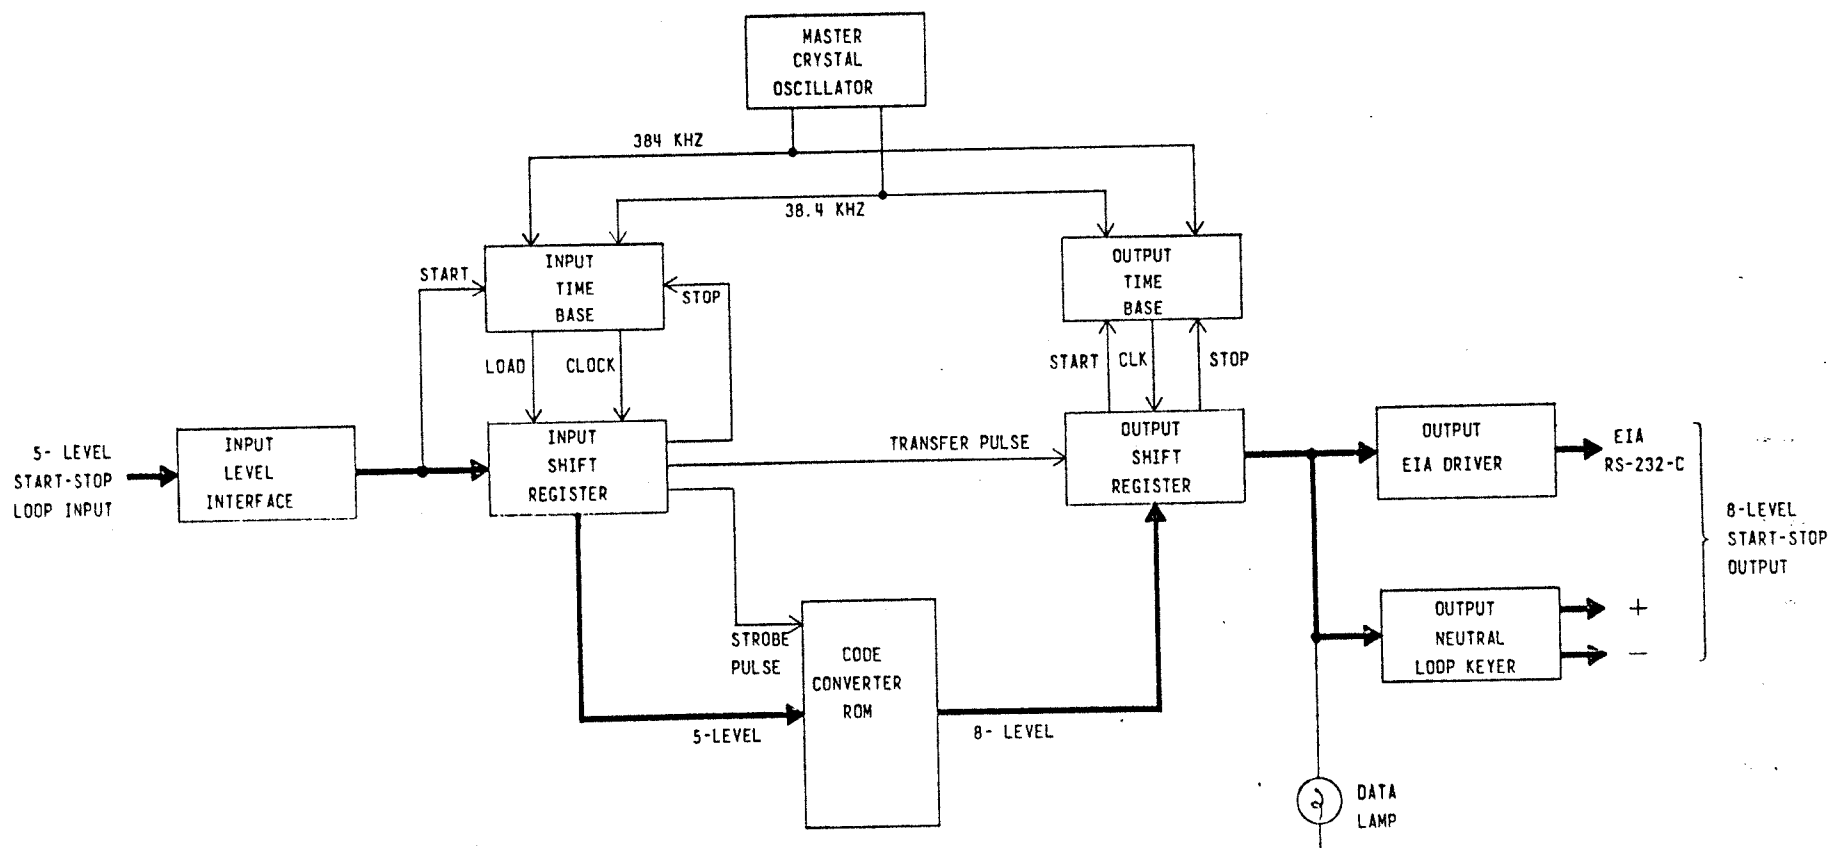 MASTER
CRYSTAL
OSCILLATOR
384 KHZ
38.4 KHZ
INPUT
TIME
BASE
OUTPUT
TIME
BASE
START
STOP
LOAD
CLOCK
START
CLK
STOP
5- LEVEL
START-STOP
LOOP INPUT
INPUT
LEVEL
INTERFACE
INPUT
SHIFT
REGISTER
TRANSFER PULSE
OUTPUT
SHIFT
REGISTER
OUTPUT
EIA DRIVER
EIA
RS-232-C
8-LEVEL
START-STOP
OUTPUT
OUTPUT
NEUTRAL
LOOP KEYER
+
−
STROBE
PULSE
CODE
CONVERTER
ROM
5-LEVEL
8- LEVEL
DATA
LAMP